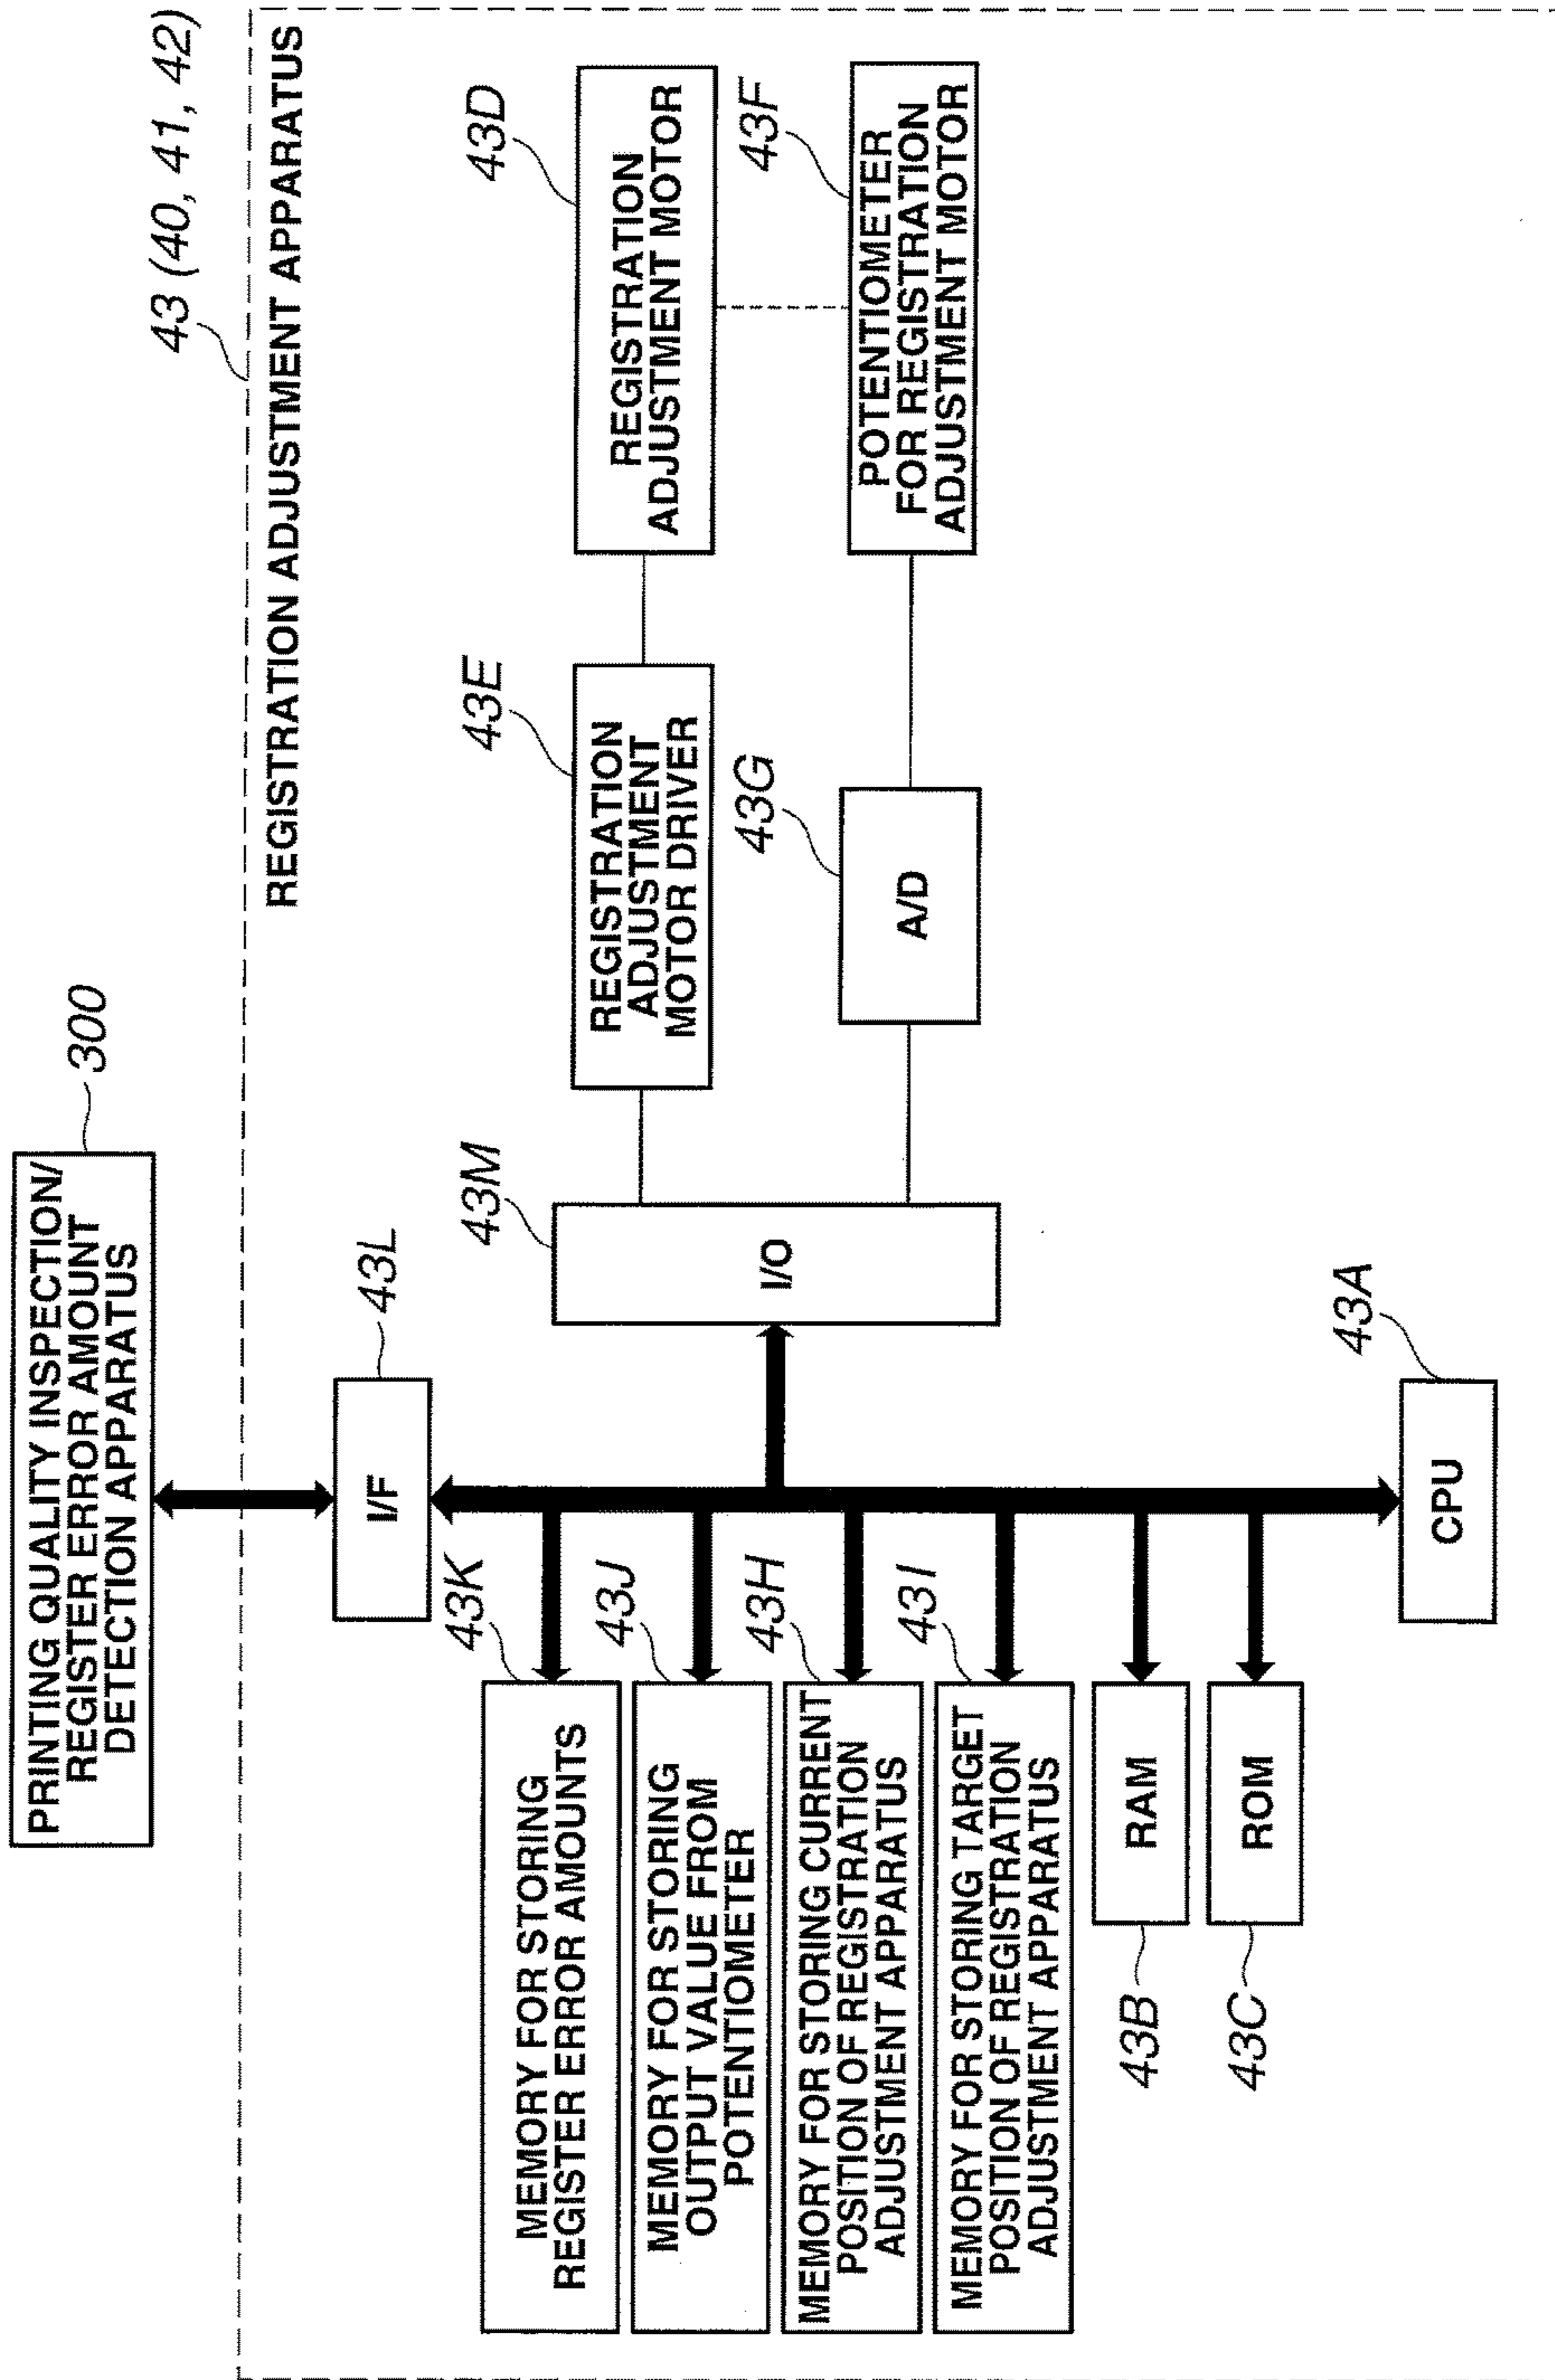 PRINTING QUALITY INSPECTION/
REGISTER ERROR AMOUNT
DETECTION APPARATUS
300
43 (40, 41, 42)
REGISTRATION ADJUSTMENT APPARATUS
I/F
43L
43K
MEMORY FOR STORING
REGISTER ERROR AMOUNTS
43J
MEMORY FOR STORING
OUTPUT VALUE FROM
POTENTIOMETER
43H
MEMORY FOR STORING CURRENT
POSITION OF REGISTRATION
ADJUSTMENT APPARATUS
43I
MEMORY FOR STORING TARGET
POSITION OF REGISTRATION
ADJUSTMENT APPARATUS
RAM
43B
ROM
43C
CPU
43A
43M
I/O
43E
REGISTRATION
ADJUSTMENT
MOTOR DRIVER
43D
REGISTRATION
ADJUSTMENT MOTOR
43G
A/D
43F
POTENTIOMETER
FOR REGISTRATION
ADJUSTMENT MOTOR